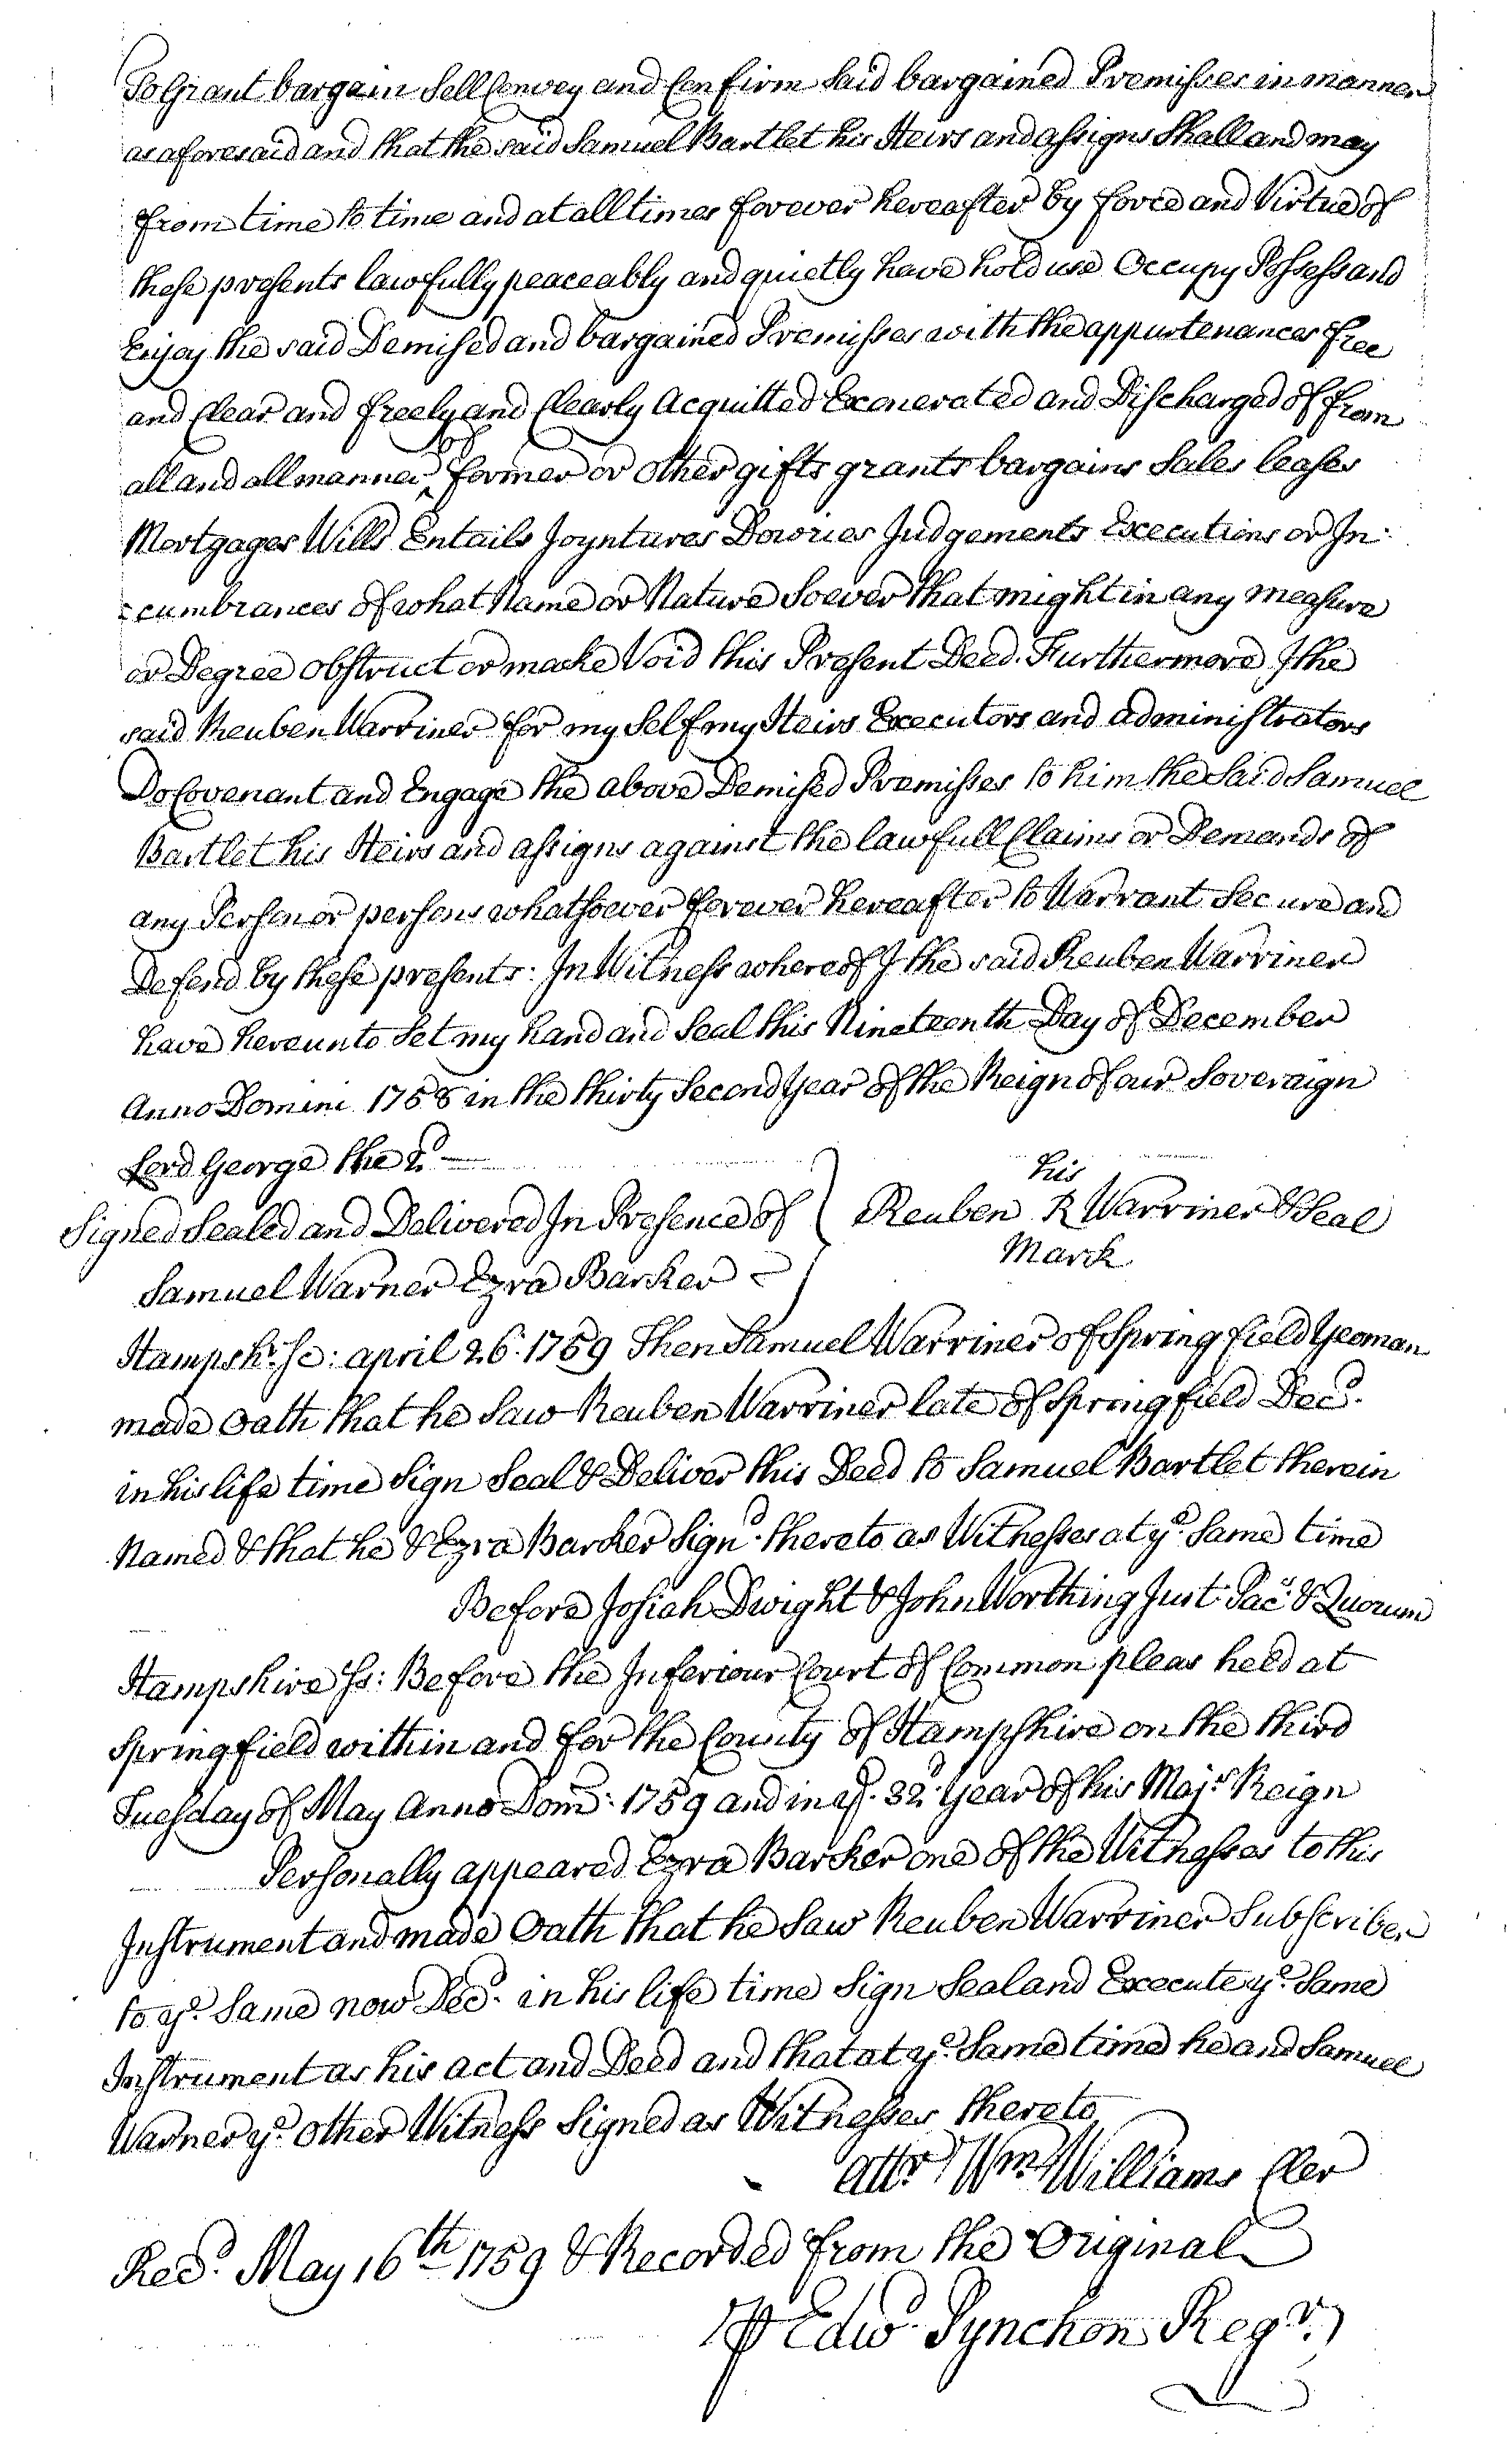 To Grant bargain Sell Convey and Confirm said bargained Premisses in manner
as aforesaid and that the said Samuel Bartlet his Heirs and assigns Shall and may
from time to time and at all times forever hereafter by force and Virtue of
these presents lawfully peaceably and quietly have hold use Occupy Possess and
Enjoy the said Demised and bargained Premisses with the appurtenances free
and Clear and freely and Clearly Acquitted Exonerated and Discharged of from
all and all manner of former or other gifts grants bargains Sales leases
Mortgages Wills Entails Joyntures Dowries Judgements Executions or In-
:cumbrances of what Name or Nature Soever that might in any measure
or Degree obstruct or make Void this Present Deed. Furthermore I the
said Reuben Warriner for my Self my Heirs Executors and administrators
Do Covenant and Engage the above Demised Premisses to him the Said Samuel
Bartlet his Heirs and assigns against the lawfull Claims or Demands of
any Person or persons whatsoever forever hereafter to Warrant Secure and
Defend by these presents: In Witness whereof I the said Reuben Warriner
have hereunto Set my hand and Seal this Nineteenth Day of December
Anno Domini 1758 in the thirty Second Year of the Reign of our Soveraign
Lord George the 2d —
Signed Sealed and Delivered In Presence of } his
Reuben R Warriner & Seal
Mark
Samuel Warner Ezra Barker
Hampshr. Sc: april 26. 1759 Then Samuel Warriner of Springfield Yeoman
made Oath that he Saw Reuben Warriner late of Springfield Decd.
in his life time Sign Seal & Deliver this Deed to Samuel Bartlet therein
Named & that he & Ezra Barker Signd. thereto as Witnesses at ye. Same time
Before Josiah Dwight & John Worthing Just. Pac. & Quorum
Hampshire Ss: Before the Inferiour Court of Common pleas held at
Springfield within and for the County of Hampshire on the third
Tuesday of May Anno Dom: 1759 and in ye. 32d. Year of his Majs. Reign
Personally appeared Ezra Barker one of the Witnesses to this
Instrument and made Oath that he Saw Reuben Warriner Subscriber
to ye. Same now Decd. in his life time Sign Seal and Execute ye. Same
Instrument as his act and Deed and that at ye. Same time he and Samuel
Warner ye. other Witness Signed as Witnesses thereto
Attr Wm. Williams Cler
Recd. May 16th 1759 & Recorded from the Original
P Edwd. Pynchon Regr.